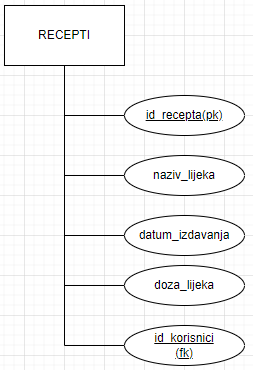 RECEPTI
id_recepta(pk)
naziv_lijeka
datum_izdavanja
doza_lijeka
id_korisnici
(fk)